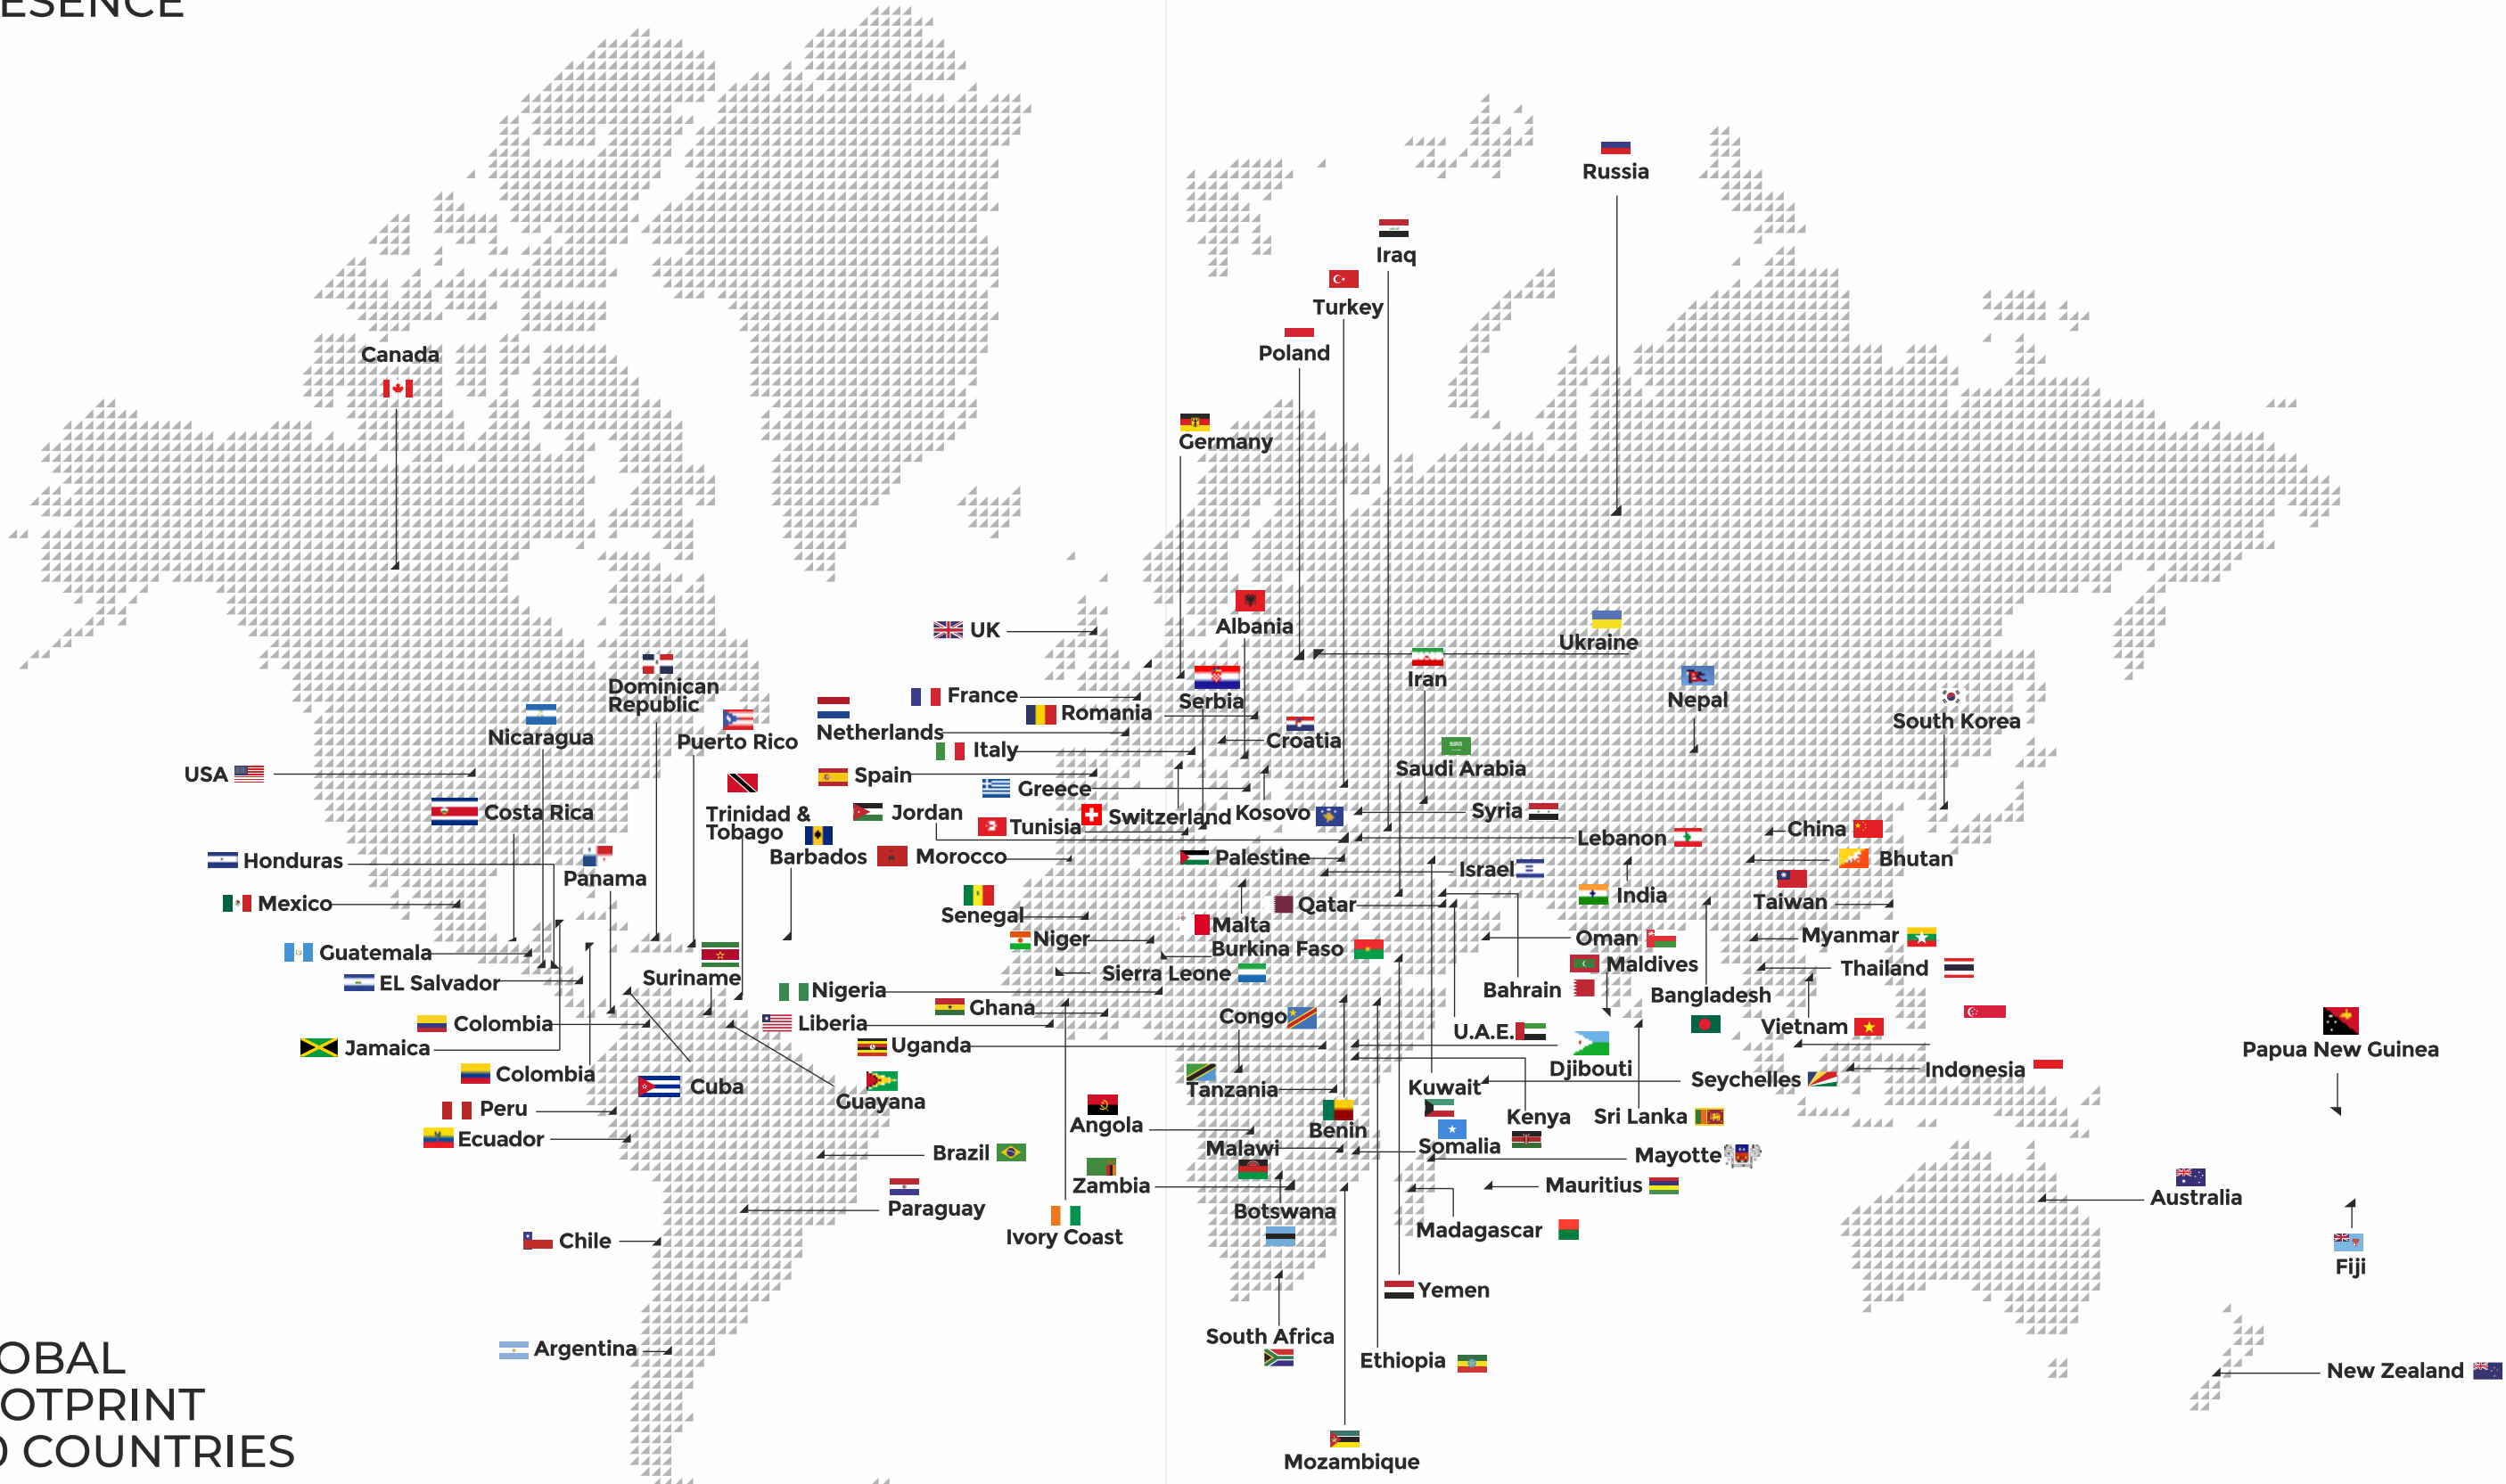 ESENCE
Russia
Iraq
Turkey
Poland
Canada
Germany
UK
Albania
Ukraine
Iran
Dominican
Republic
France
Serbia
Nepal
Romania
South Korea
Nicaragua
Puerto Rico
Netherlands
Croatia
Italy
USA
Spain
Saudi Arabia
Greece
Costa Rica
Trinidad &
Tobago
Jordan
Tunisia
Switzerland
Kosovo
Syria
China
Lebanon
Honduras
Barbados
Morocco
Palestine
Bhutan
Israel
Panama
India
Mexico
Senegal
Qatar
Taiwan
Malta
Niger
Oman
Myanmar
Guatemala
Burkina Faso
EL Salvador
Suriname
Sierra Leone
Maldives
Thailand
Nigeria
Bahrain
Bangladesh
Ghana
Colombia
Liberia
Congo
U.A.E.
Vietnam
Jamaica
Uganda
Papua New Guinea
Colombia
Djibouti
Indonesia
Cuba
Tanzania
Kuwait
Seychelles
Guayana
Peru
Angola
Benin
Kenya
Sri Lanka
Ecuador
Brazil
Malawi
Somalia
Mayotte
Zambia
Mauritius
Australia
Paraguay
Botswana
Chile
Ivory Coast
Madagascar
Fiji
Yemen
South Africa
Argentina
Ethiopia
New Zealand
OBAL
OTPRINT
COUNTRIES
Mozambique